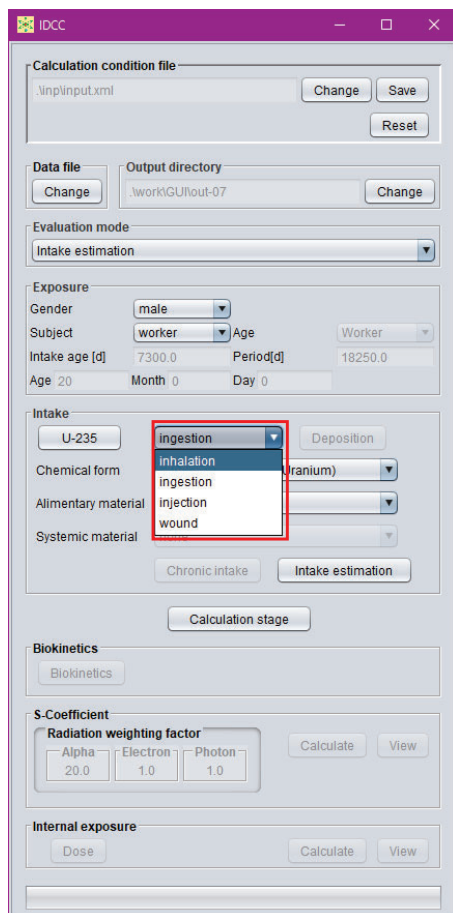 IDCC
Calculation condition file
.\inp\input.xml Change Save
Reset
Data file Output directory
Change .\work\GUI\out-07 Change
Evaluation mode
Intake estimation
Exposure
Gender male
Subject worker Age Worker
Intake age [d] 7300.0 Period[d] 18250.0
Age 20 Month 0 Day 0
Intake
U-235 ingestion Deposition
inhalation
Chemical form Uranium)
ingestion
Alimentary material injection
wound
Systemic material
Chronic intake Intake estimation
Calculation stage
Biokinetics
Biokinetics
S-Coefficient
Radiation weighting factor
Alpha Electron Photon Calculate View
20.0 1.0 1.0
Internal exposure
Dose Calculate View